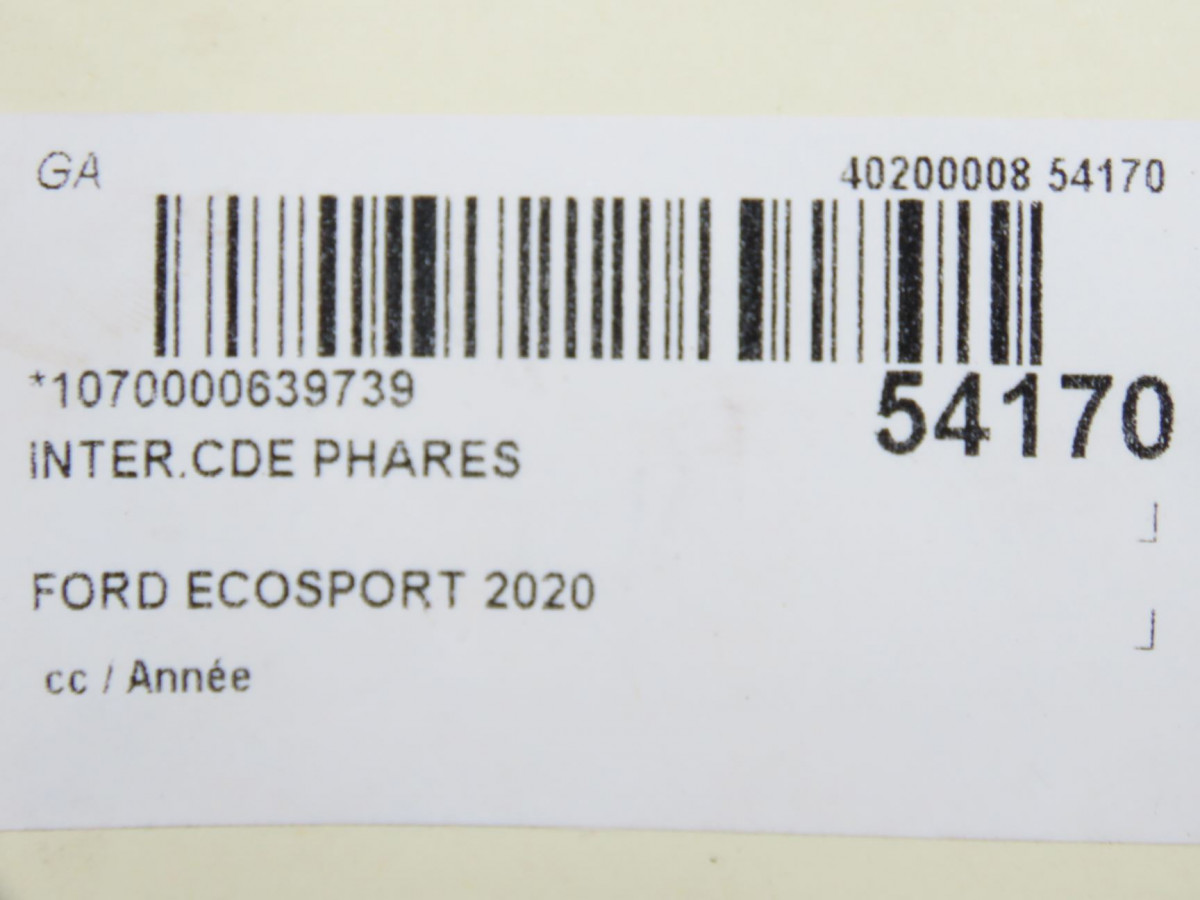 GA
40200008 54170
*1070000639739
54170
INTER.CDE PHARES
FORD ECOSPORT 2020
cc / Année